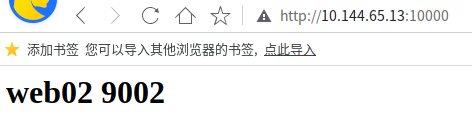 http://10.144.65.13:10000
添加书签 您可以导入其他浏览器的书签, 点此导入
web02 9002